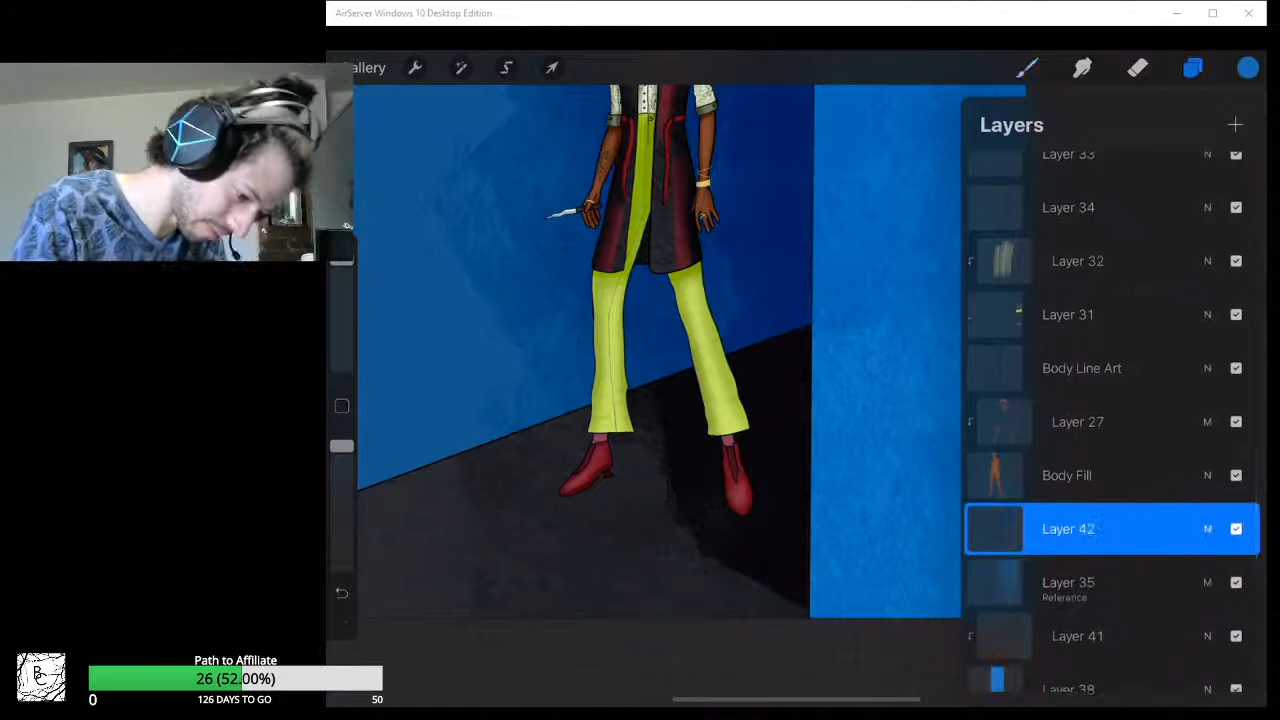 AirServer Windows 10 Desktop Edition
allery
Layers
Layer 33 N
Layer 34 N
Layer 32 N
Layer 31 N
Body Line Art N
Layer 27 M
Body Fill N
Layer 42 M
Layer 35 M
Reference
Layer 41 N
Layer 38 N
Path to Affiliate
26 (52.00%)
0 126 DAYS TO GO 50
B